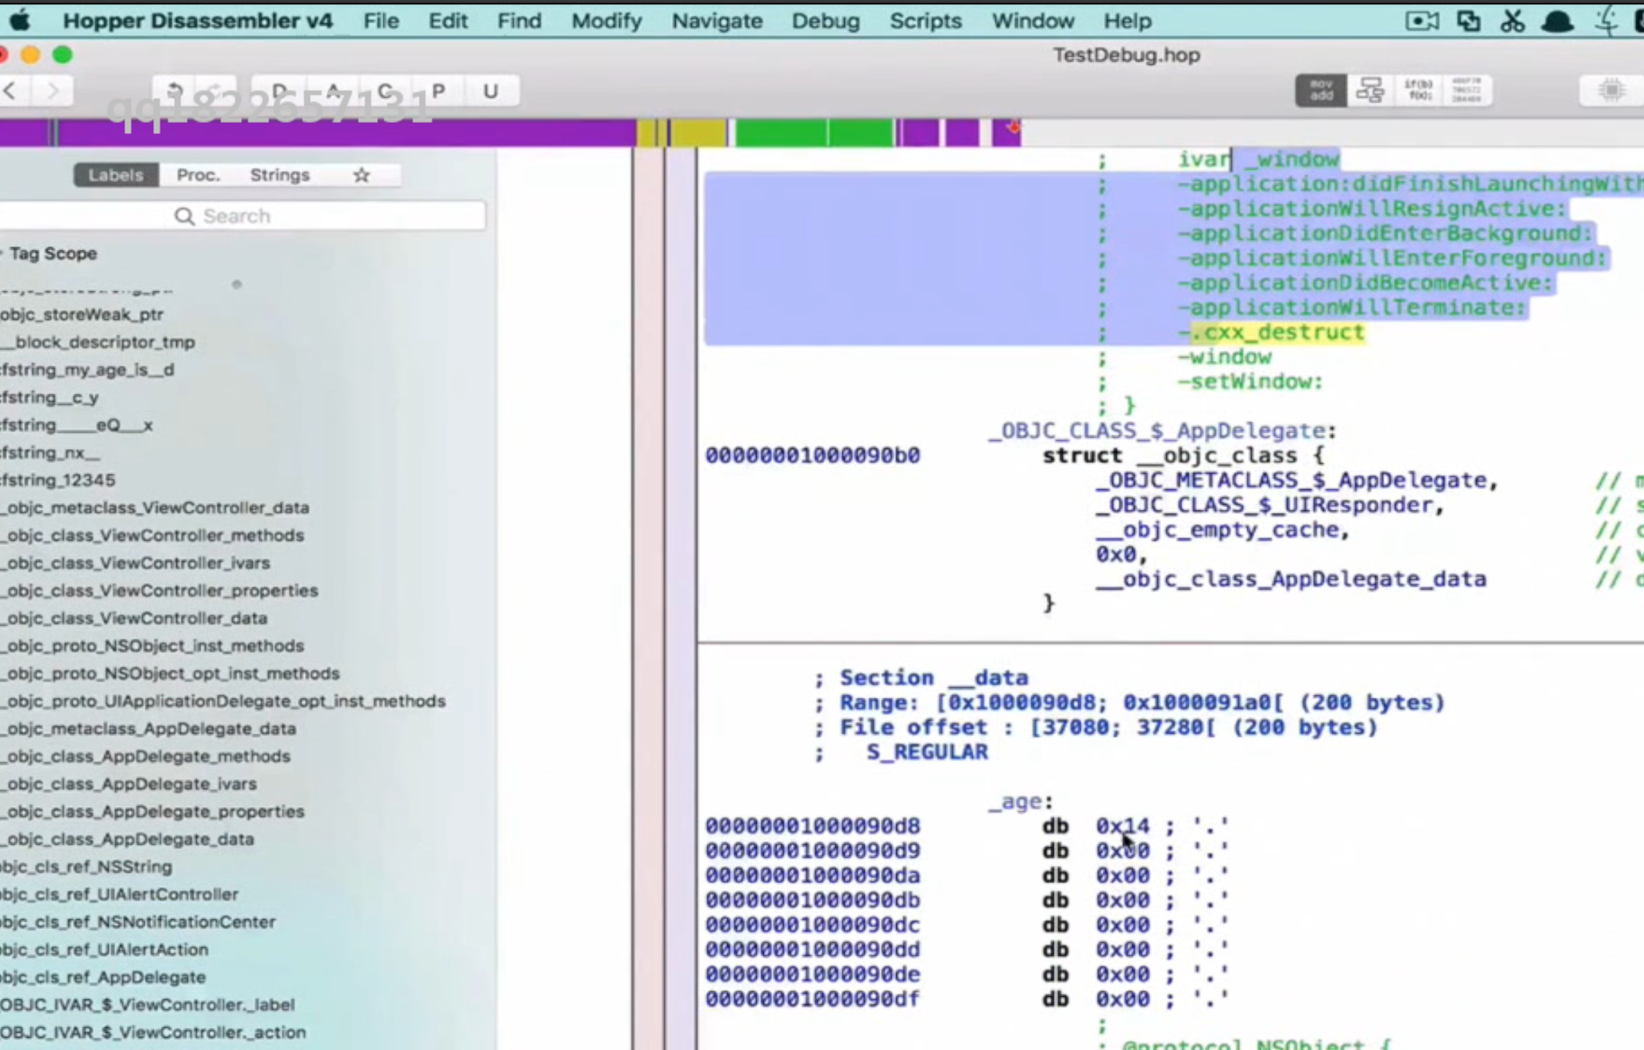 Hopper Disassembler v4 File Edit Find Modify Navigate Debug Scripts Window Help
TestDebug.hop
D A C P U
mov add
if(b) f(x);
qq1822657131
Labels Proc. Strings
Search
Tag Scope
objc_storeWeak_ptr
__block_descriptor_tmp
cfstring_my_age_is__d
cfstring__c_y
cfstring____eQ___x
cfstring_nx__
cfstring_12345
_objc_metaclass_ViewController_data
_objc_class_ViewController_methods
_objc_class_ViewController_ivars
_objc_class_ViewController_properties
_objc_class_ViewController_data
_objc_proto_NSObject_inst_methods
_objc_proto_NSObject_opt_inst_methods
_objc_proto_UIApplicationDelegate_opt_inst_methods
_objc_metaclass_AppDelegate_data
_objc_class_AppDelegate_methods
_objc_class_AppDelegate_ivars
_objc_class_AppDelegate_properties
_objc_class_AppDelegate_data
objc_cls_ref_NSString
objc_cls_ref_UIAlertController
objc_cls_ref_NSNotificationCenter
objc_cls_ref_UIAlertAction
objc_cls_ref_AppDelegate
OBJC_IVAR_$_ViewController._label
OBJC_IVAR_$_ViewController._action
; ivar _window
; -application:didFinishLaunchingWith
; -applicationWillResignActive:
; -applicationDidEnterBackground:
; -applicationWillEnterForeground:
; -applicationDidBecomeActive:
; -applicationWillTerminate:
; -.cxx_destruct
; -window
; -setWindow:
; }
_OBJC_CLASS_$_AppDelegate:
00000001000090b0 struct __objc_class {
_OBJC_METACLASS_$_AppDelegate, // m
_OBJC_CLASS_$_UIResponder, // s
__objc_empty_cache, // c
0x0, // v
__objc_class_AppDelegate_data // d
}
; Section __data
; Range: [0x1000090d8; 0x1000091a0[ (200 bytes)
; File offset : [37080; 37280[ (200 bytes)
; S_REGULAR
_age:
00000001000090d8 db 0x14 ; '.'
00000001000090d9 db 0x00 ; '.'
00000001000090da db 0x00 ; '.'
00000001000090db db 0x00 ; '.'
00000001000090dc db 0x00 ; '.'
00000001000090dd db 0x00 ; '.'
00000001000090de db 0x00 ; '.'
00000001000090df db 0x00 ; '.'
;
; @protocol NSObject {